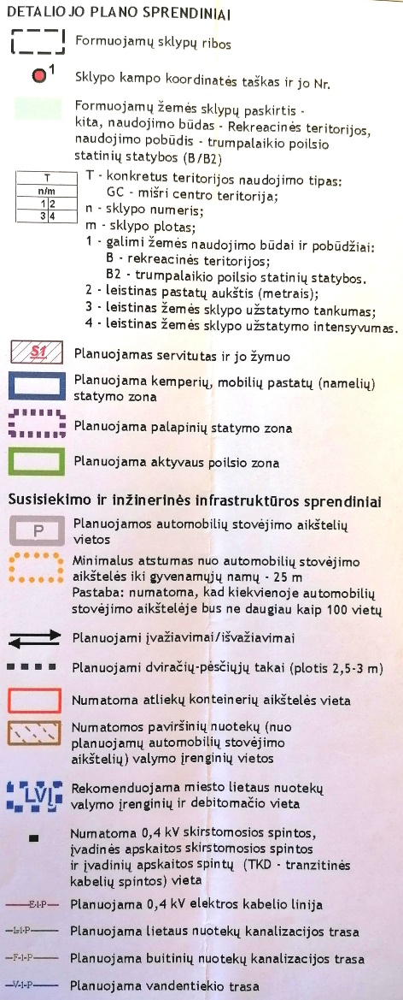 DETALIOJO PLANO SPRENDINIAI
Formuojamų sklypų ribos
1
Sklypo kampo koordinatės taškas ir jo Nr.
Formuojamų žemės sklypų paskirtis -
kita, naudojimo būdas - Rekreacinės teritorijos,
naudojimo pobūdis - trumpalaikio poilsio
statinių statybos (B/B2)
T
n/m
1 2
3 4
T - konkretus teritorijos naudojimo tipas:
GC - mišri centro teritorija;
n - sklypo numeris;
m - sklypo plotas;
1 - galimi žemės naudojimo būdai ir pobūdžiai:
B - rekreacinės teritorijos;
B2 - trumpalaikio poilsio statinių statybos.
2 - leistinas pastatų aukštis (metrais);
3 - leistinas žemės sklypo užstatymo tankumas;
4 - leistinas žemės sklypo užstatymo intensyvumas.
S1
Planuojamas servitutas ir jo žymuo
Planuojama kemperių, mobilių pastatų (namelių)
statymo zona
Planuojama palapinių statymo zona
Planuojama aktyvaus poilsio zona
Susisiekimo ir inžinerinės infrastruktūros sprendiniai
P
Planuojamos automobilių stovėjimo aikštelių
vietos
Minimalus atstumas nuo automobilių stovėjimo
aikštelės iki gyvenamųjų namų - 25 m
Pastaba: numatoma, kad kiekvienoje automobilių
stovėjimo aikštelėje bus ne daugiau kaip 100 vietų
Planuojami įvažiavimai/išvažiavimai
Planuojami dviračių-pėsčiųjų takai (plotis 2,5-3 m)
Numatoma atliekų konteinerių aikštelės vieta
Numatomos paviršinių nuotekų (nuo
planuojamų automobilių stovėjimo
aikštelių) valymo įrenginių vietos
LVĮ
Rekomenduojama miesto lietaus nuotekų
valymo įrenginių ir debitomačio vieta
Numatoma 0,4 kV skirstomosios spintos,
įvadinės apskaitos skirstomosios spintos
ir įvadinių apskaitos spintų (TKD - tranzitinės
kabelių spintos) vieta
E-1-P
Planuojama 0,4 kV elektros kabelio linija
L-1-P
Planuojama lietaus nuotekų kanalizacijos trasa
F-1-P
Planuojama buitinių nuotekų kanalizacijos trasa
V-1-P
Planuojama vandentiekio trasa